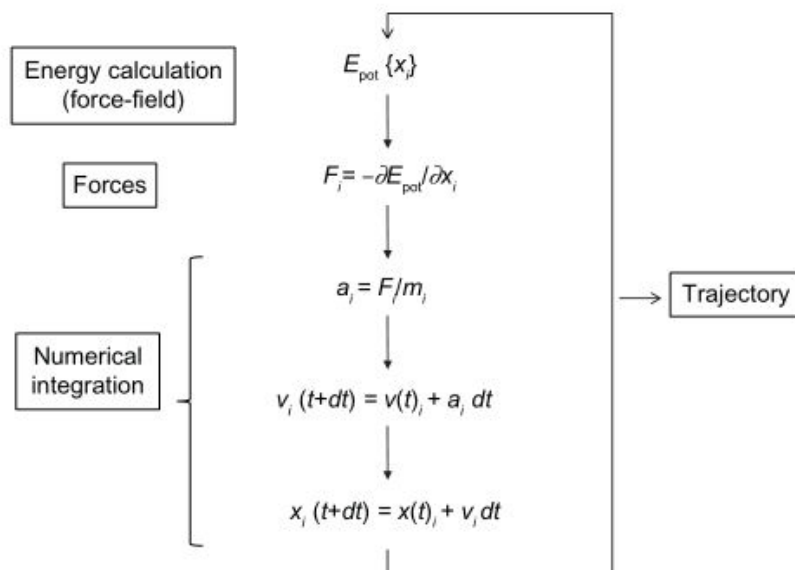 Energy calculation
(force-field)
E_pot {x_i}
Forces
F_i = –∂E_pot/∂x_i
a_i = F_i/m_i
Trajectory
Numerical
integration
v_i (t+dt) = v(t)_i + a_i dt
x_i (t+dt) = x(t)_i + v_i dt